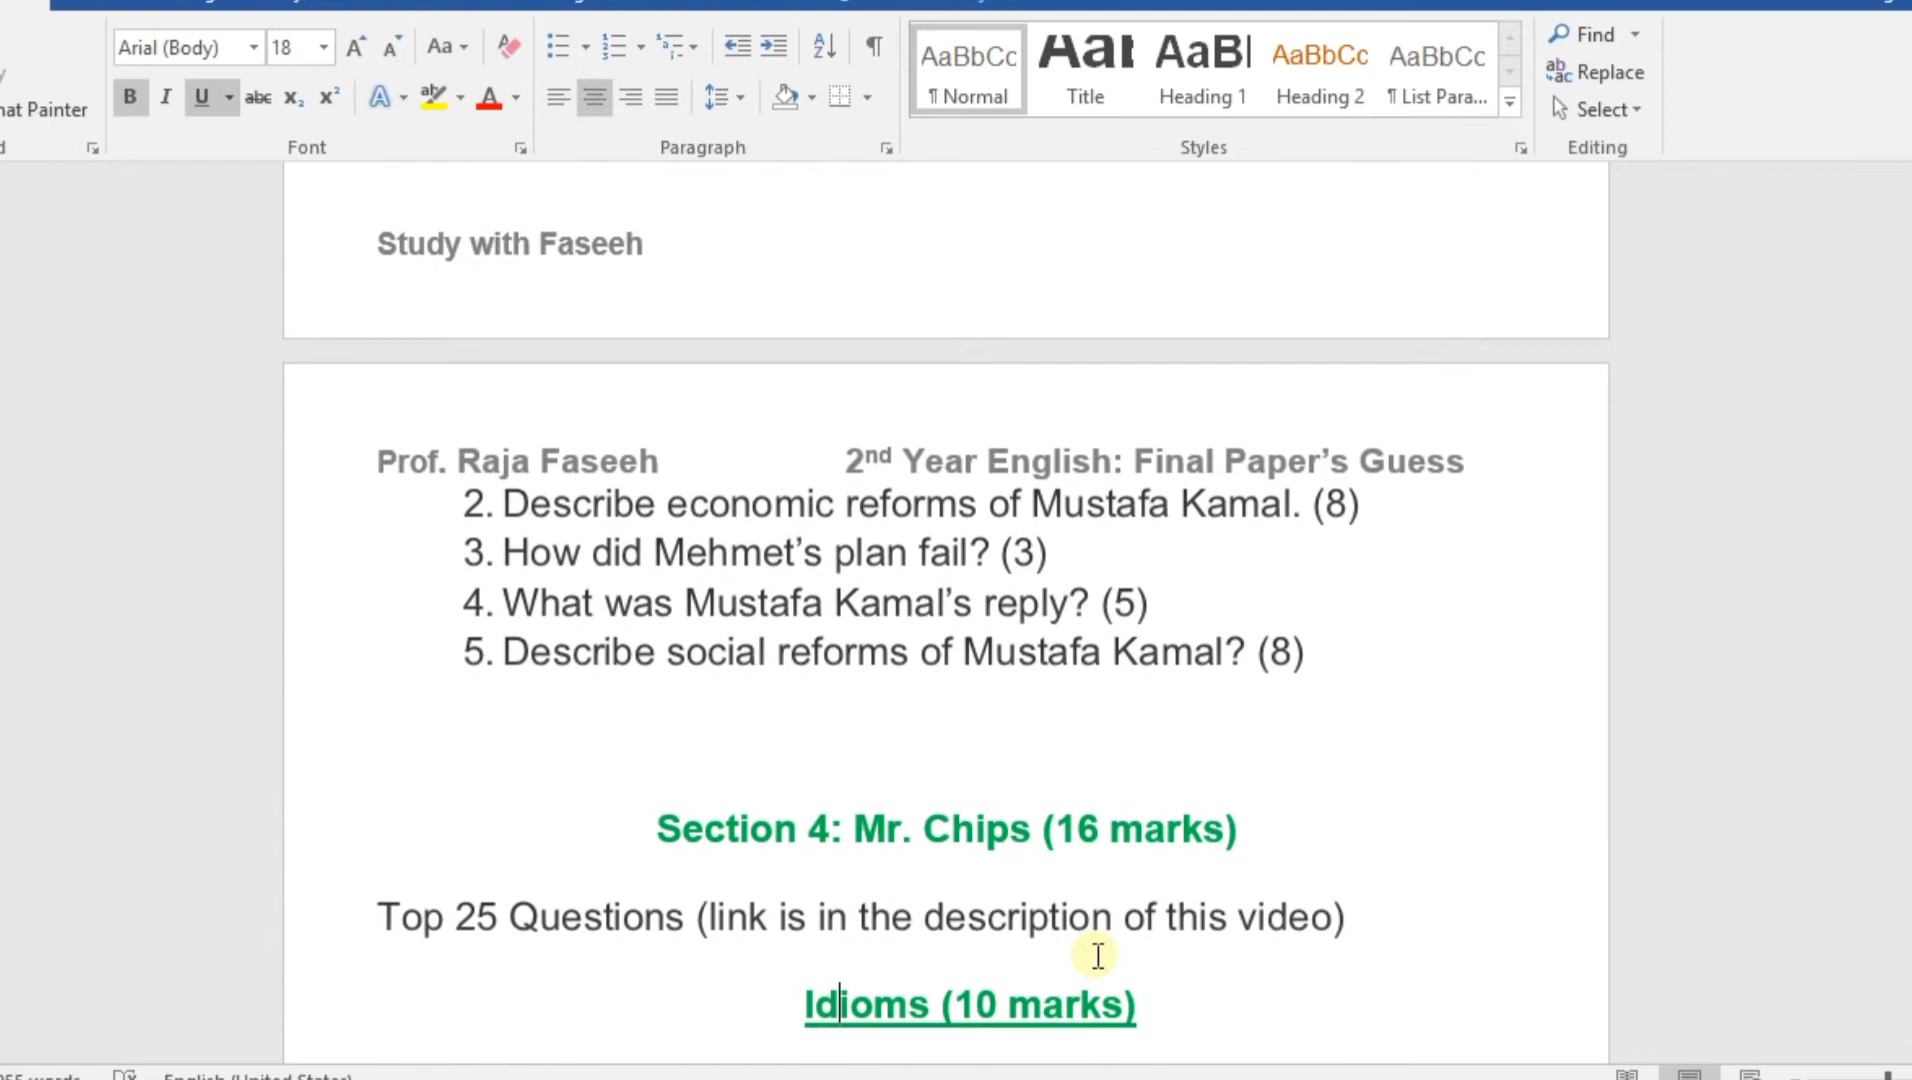 Arial (Body) 18 Aa
Find
Replace
Select
AaBbCc AaB AaBbCc AaBbCc
Normal Title Heading 1 Heading 2 List Para...
B I U abc X₂ X² A A
Font Paragraph Styles Editing
Study with Faseeh
Prof. Raja Faseeh 2nd Year English: Final Paper’s Guess
2. Describe economic reforms of Mustafa Kamal. (8)
3. How did Mehmet’s plan fail? (3)
4. What was Mustafa Kamal’s reply? (5)
5. Describe social reforms of Mustafa Kamal? (8)
Section 4: Mr. Chips (16 marks)
Top 25 Questions (link is in the description of this video)
Idioms (10 marks)